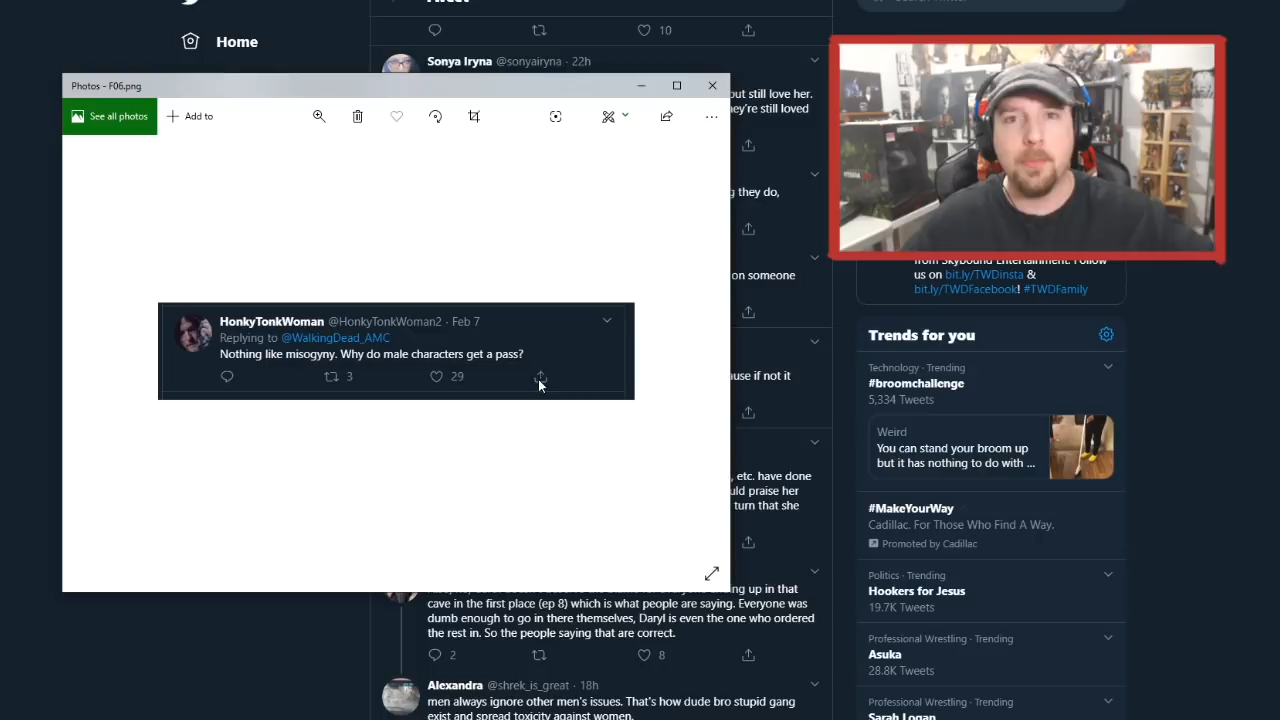 Home
Tweet
10
Sonya Iryna @sonyairyna · 22h
but still love her.
they're still loved
g they do,
on someone
use if not it
, etc. have done
uld praise her
turn that she
ng up in that
cave in the first place (ep 8) which is what people are saying. Everyone was
dumb enough to go in there themselves, Daryl is even the one who ordered
the rest in. So the people saying that are correct.
2
8
Alexandra @shrek_is_great · 18h
men always ignore other men's issues. That's how dude bro stupid gang
exist and spread toxicity against women.
Photos - F06.png
See all photos
Add to
HonkyTonkWoman @HonkyTonkWoman2 · Feb 7
Replying to @WalkingDead_AMC
Nothing like misogyny. Why do male characters get a pass?
3
29
from Skybound Entertainment. Follow
us on bit.ly/TWDinsta &
bit.ly/TWDFacebook! #TWDFamily
Trends for you
Technology · Trending
#broomchallenge
5,334 Tweets
Weird
You can stand your broom up
but it has nothing to do with ...
#MakeYourWay
Cadillac. For Those Who Find A Way.
Promoted by Cadillac
Politics · Trending
Hookers for Jesus
19.7K Tweets
Professional Wrestling · Trending
Asuka
28.8K Tweets
Professional Wrestling · Trending
Sarah Logan